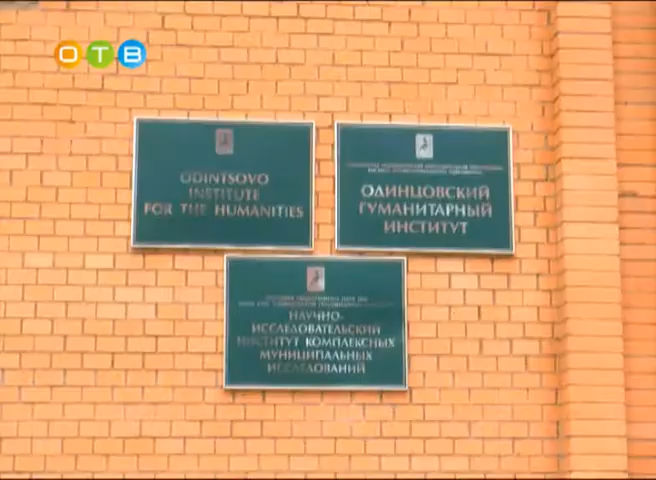 ОТВ
ODINTSOVO
INSTITUTE
FOR THE HUMANITIES
ОДИНЦОВСКИЙ
ГУМАНИТАРНЫЙ
ИНСТИТУТ
НАУЧНО-
ИССЛЕДОВАТЕЛЬСКИЙ
ИНСТИТУТ КОМПЛЕКСНЫХ
МУНИЦИПАЛЬНЫХ
ИССЛЕДОВАНИЙ